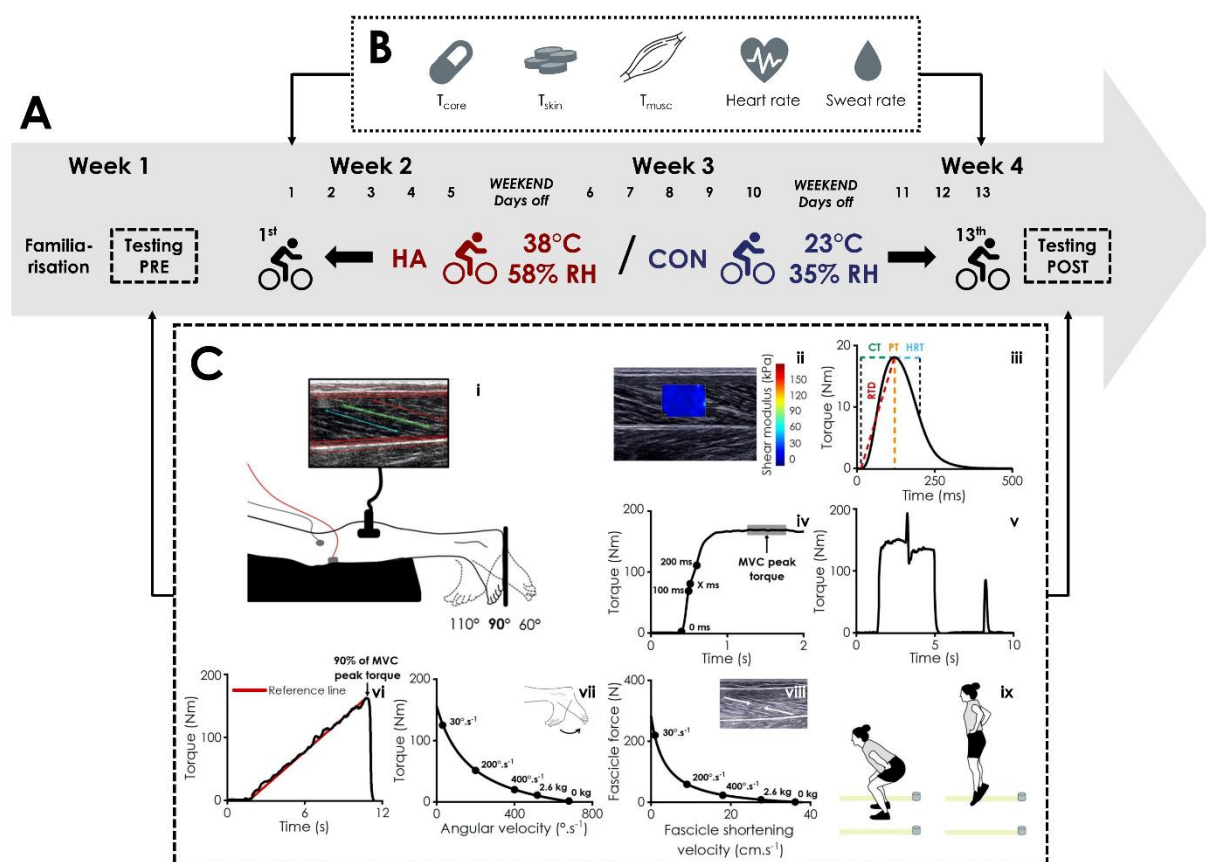 B
T_core
T_skin
T_musc
Heart rate
Sweat rate
A
Week 1
Week 2
Week 3
Week 4
1 2 3 4 5 WEEKEND Days off 6 7 8 9 10 WEEKEND Days off 11 12 13
Familia-
risation
Testing
PRE
1st
HA
38°C
58% RH
/
CON
23°C
35% RH
13th
Testing
POST
C
i
110° 90° 60°
ii
Shear modulus (kPa)
150
120
90
60
30
0
iii
CT PT HRT
RTD
Torque (Nm)
20
10
0
0 250 500
Time (ms)
iv
Torque (Nm)
200
100
0
200 ms
X ms
100 ms
0 ms
MVC peak
torque
0 1 2
Time (s)
v
Torque (Nm)
200
100
0
0 5 10
Time (s)
vi
90% of MVC
peak torque
Reference line
Torque (Nm)
200
100
0
0 6 12
Time (s)
vii
Torque (Nm)
200
100
0
30°.s⁻¹
200°.s⁻¹
400°.s⁻¹
2.6 kg
0 kg
0 200 400 600 800
Angular velocity (°.s⁻¹)
viii
Fascicle force (N)
400
200
0
30°.s⁻¹
200°.s⁻¹
400°.s⁻¹
2.6 kg
0 kg
0 20 40
Fascicle shortening
velocity (cm.s⁻¹)
ix